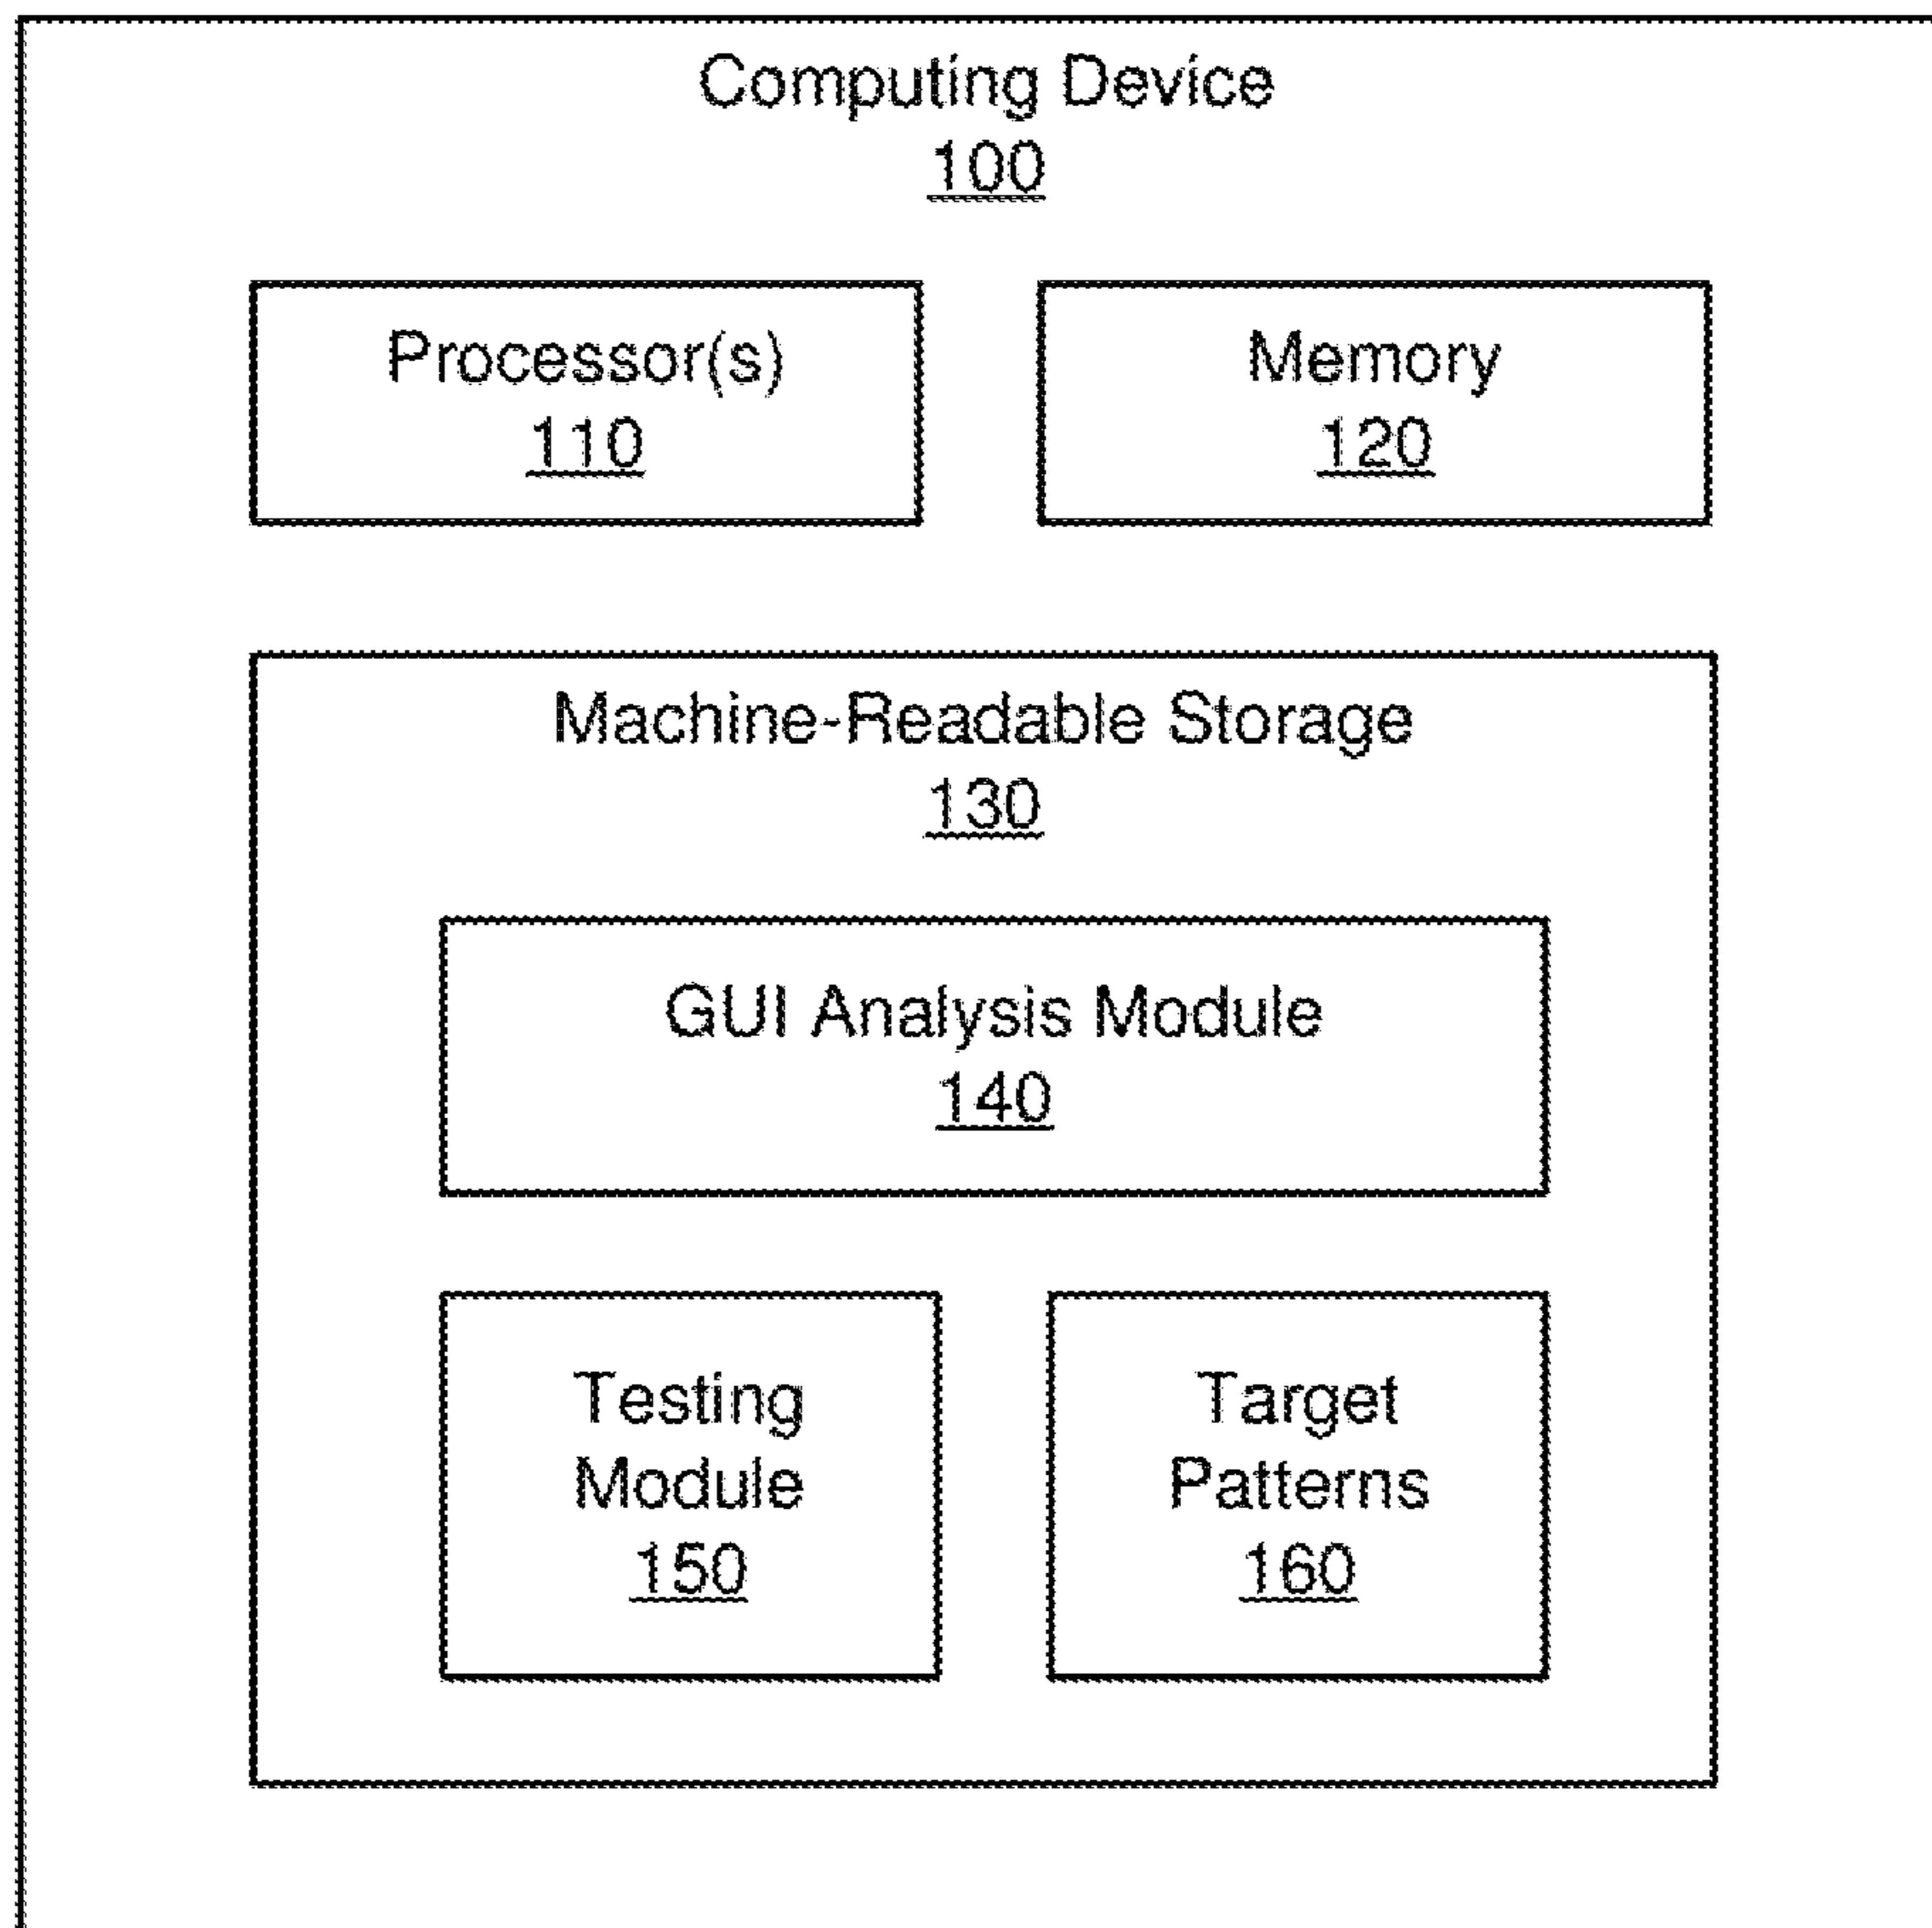 Computing Device
100
Processor(s)
110
Memory
120
Machine-Readable Storage
130
GUI Analysis Module
140
Testing
Module
150
Target
Patterns
160